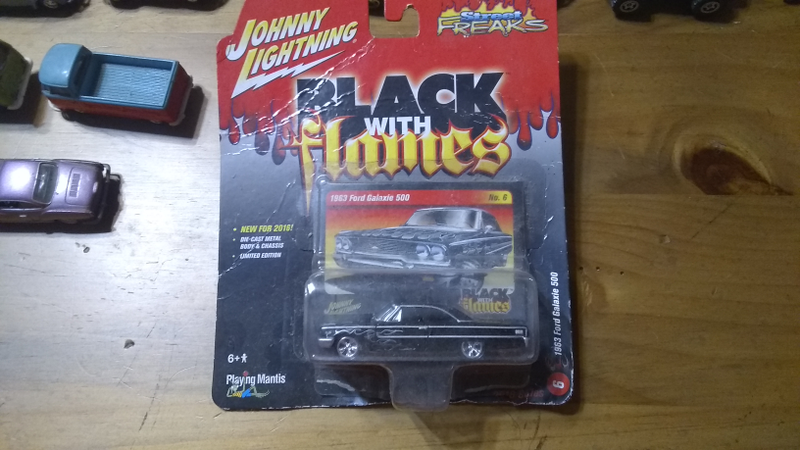 JOHNNY
LIGHTNING
Street
FREAKS
BLACK
WITH
flames
1963 Ford Galaxie 500
No. 6
• NEW FOR 2016!
• DIE-CAST METAL
BODY & CHASSIS
• LIMITED EDITION
JOHNNY
LIGHTNING
BLACK
WITH
flames
1963 Ford Galaxie 500
6
6+
Playing Mantis